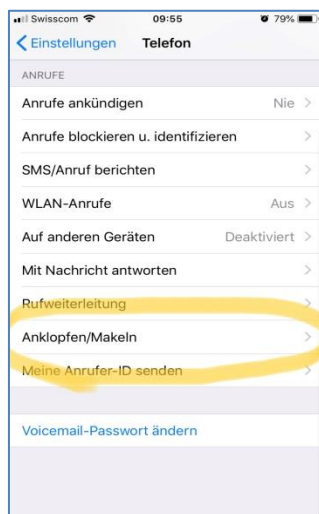 Swisscom 09:55 79%
Einstellungen Telefon
ANRUFE
Anrufe ankündigen Nie
Anrufe blockieren u. identifizieren
SMS/Anruf berichten
WLAN-Anrufe Aus
Auf anderen Geräten Deaktiviert
Mit Nachricht antworten
Rufweiterleitung
Anklopfen/Makeln
Meine Anrufer-ID senden
Voicemail-Passwort ändern